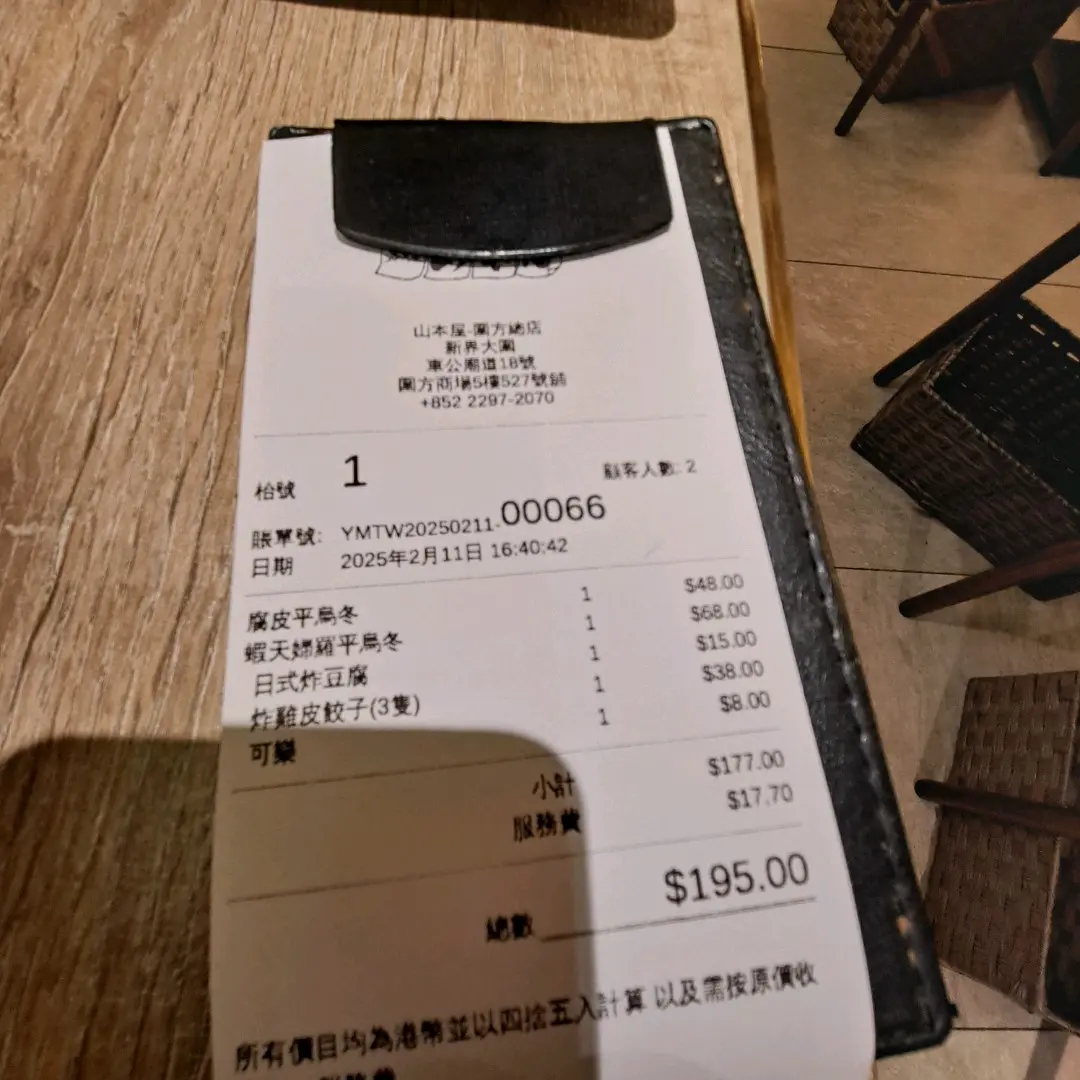 山本屋-圍方總店
新界大圍
車公廟道18號
圍方商場5樓527號舖
+852 2297-2070
枱號 1 顧客人數: 2
賬單號: YMTW20250211-00066
日期 2025年2月11日 16:40:42
腐皮平烏冬 1 $48.00
蝦天婦羅平烏冬 1 $68.00
日式炸豆腐 1 $15.00
炸雞皮餃子(3隻) 1 $38.00
可樂 1 $8.00
小計 $177.00
服務費 $17.70
總數 $195.00
所有價目均為港幣並以四捨五入計算 以及需按原價收